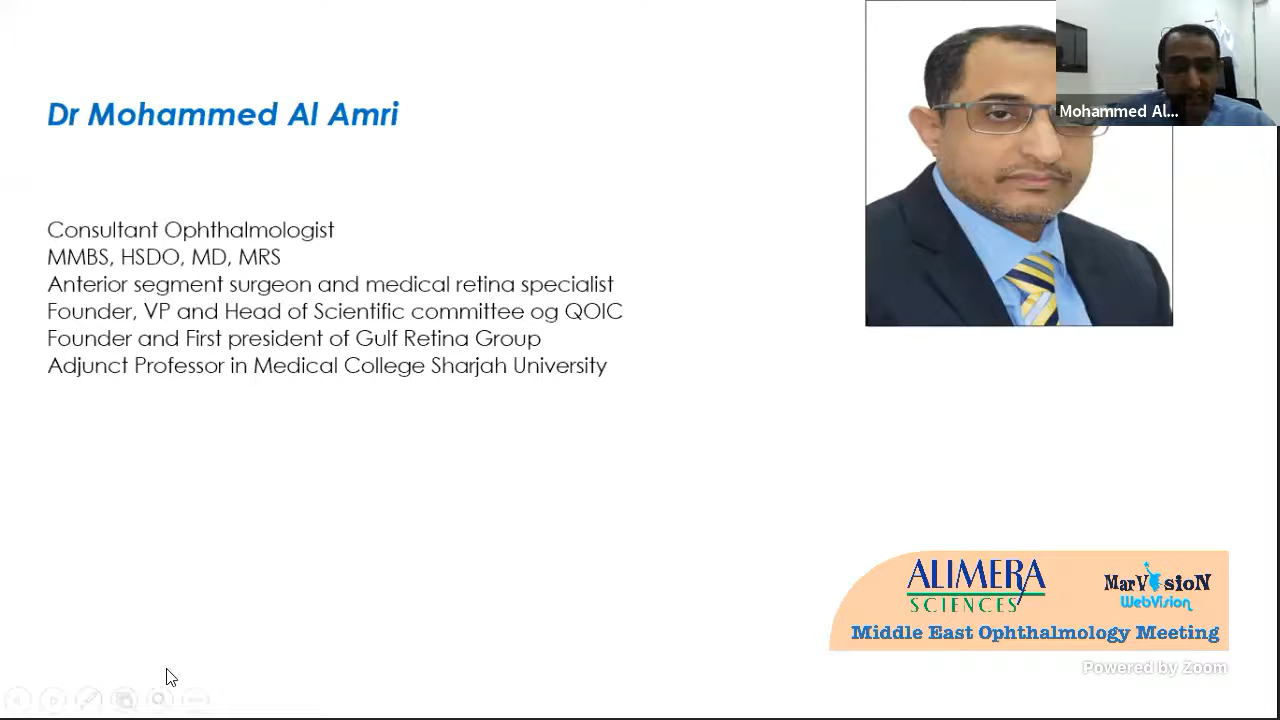 Dr Mohammed Al Amri
Mohammed Al...
Consultant Ophthalmologist
MMBS, HSDO, MD, MRS
Anterior segment surgeon and medical retina specialist
Founder, VP and Head of Scientific committee og QOIC
Founder and First president of Gulf Retina Group
Adjunct Professor in Medical College Sharjah University
ALIMERA
SCIENCES
MarVisioN
WebVision
Middle East Ophthalmology Meeting
Powered by Zoom